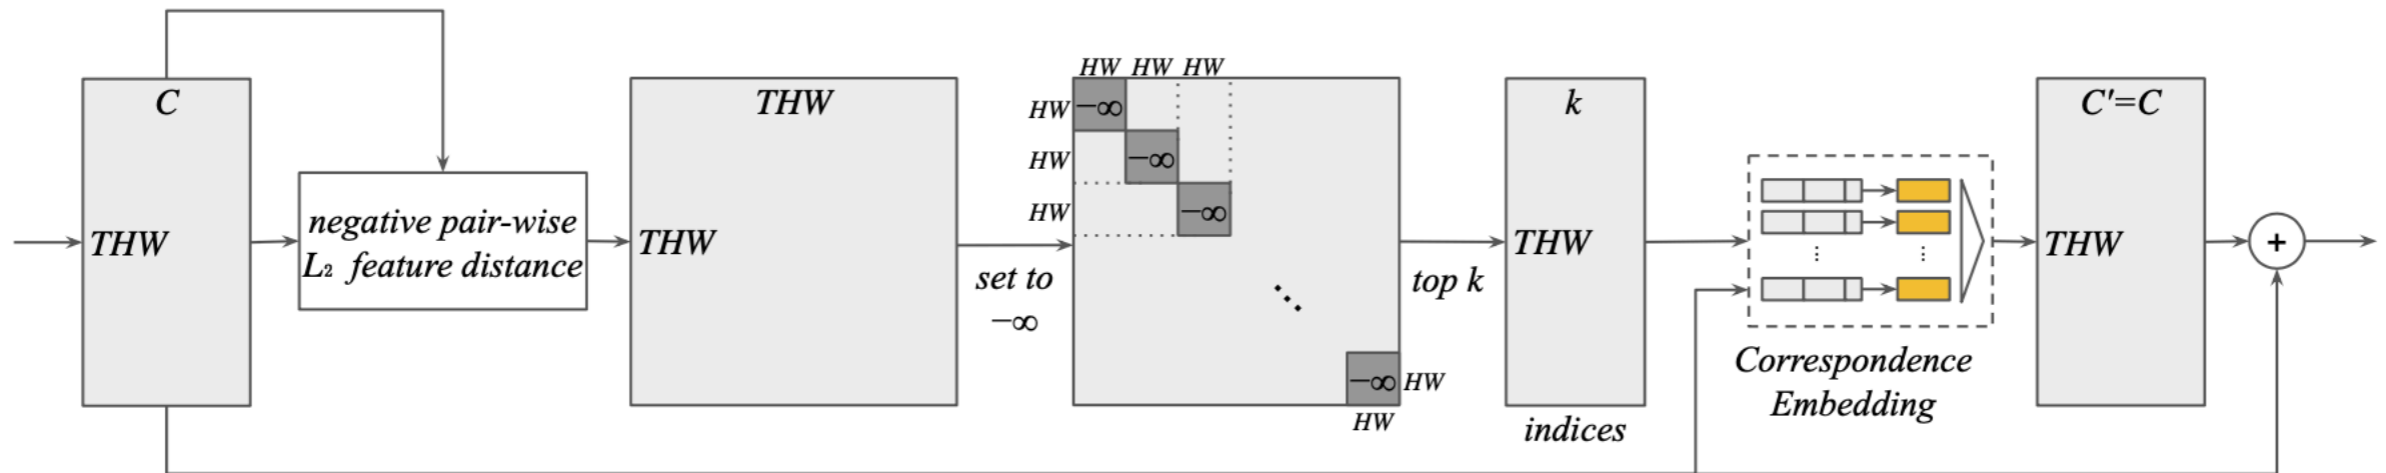 C
THW
negative pair-wise
L₂ feature distance
THW
THW
set to
−∞
HW HW HW
HW
−∞
HW
−∞
HW
−∞
−∞
HW
HW
top k
k
THW
indices
Correspondence
Embedding
C'=C
THW
+